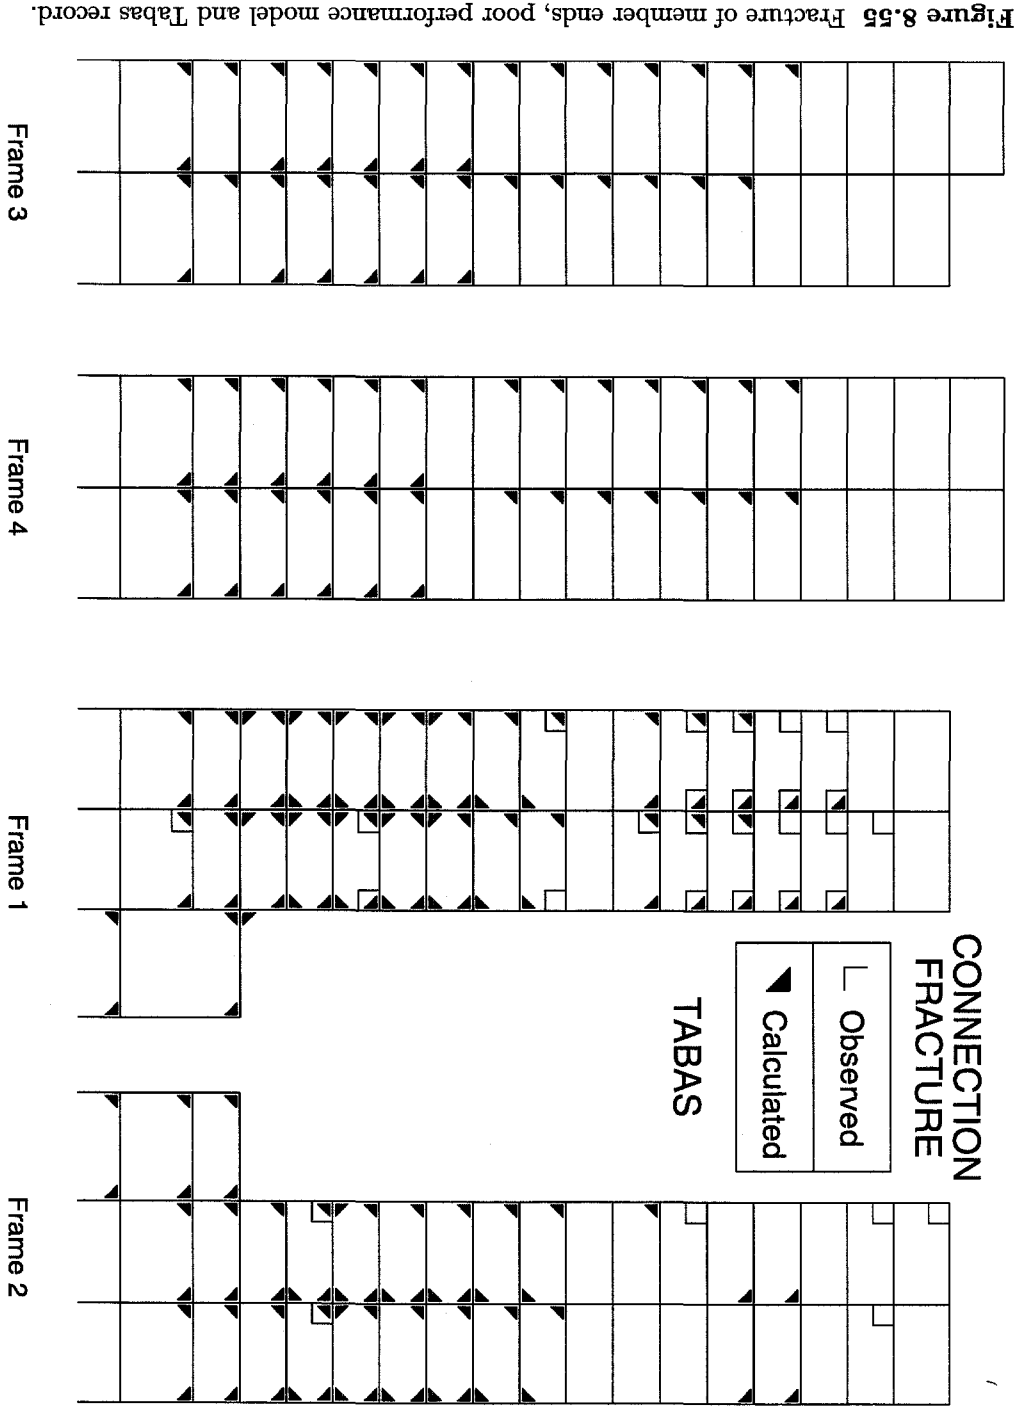 Figure 8.55 Fracture of member ends, poor performance model and Tabas record.
CONNECTION
FRACTURE
Observed
Calculated
TABAS
Frame 3
Frame 4
Frame 1
Frame 2